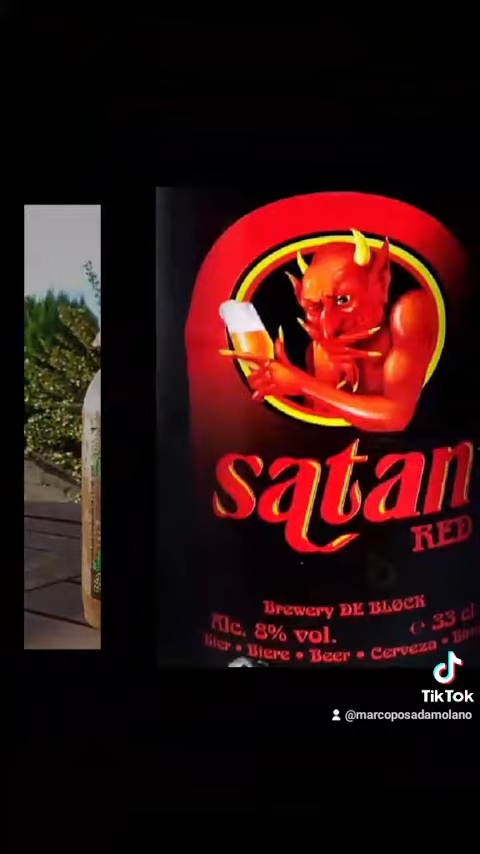 satan
RED
Brewery DE BLOCK
Alc. 8% vol.
℮ 33 cl
Bier • Biere • Beer • Cerveza •
TikTok
@marcoposadamolano